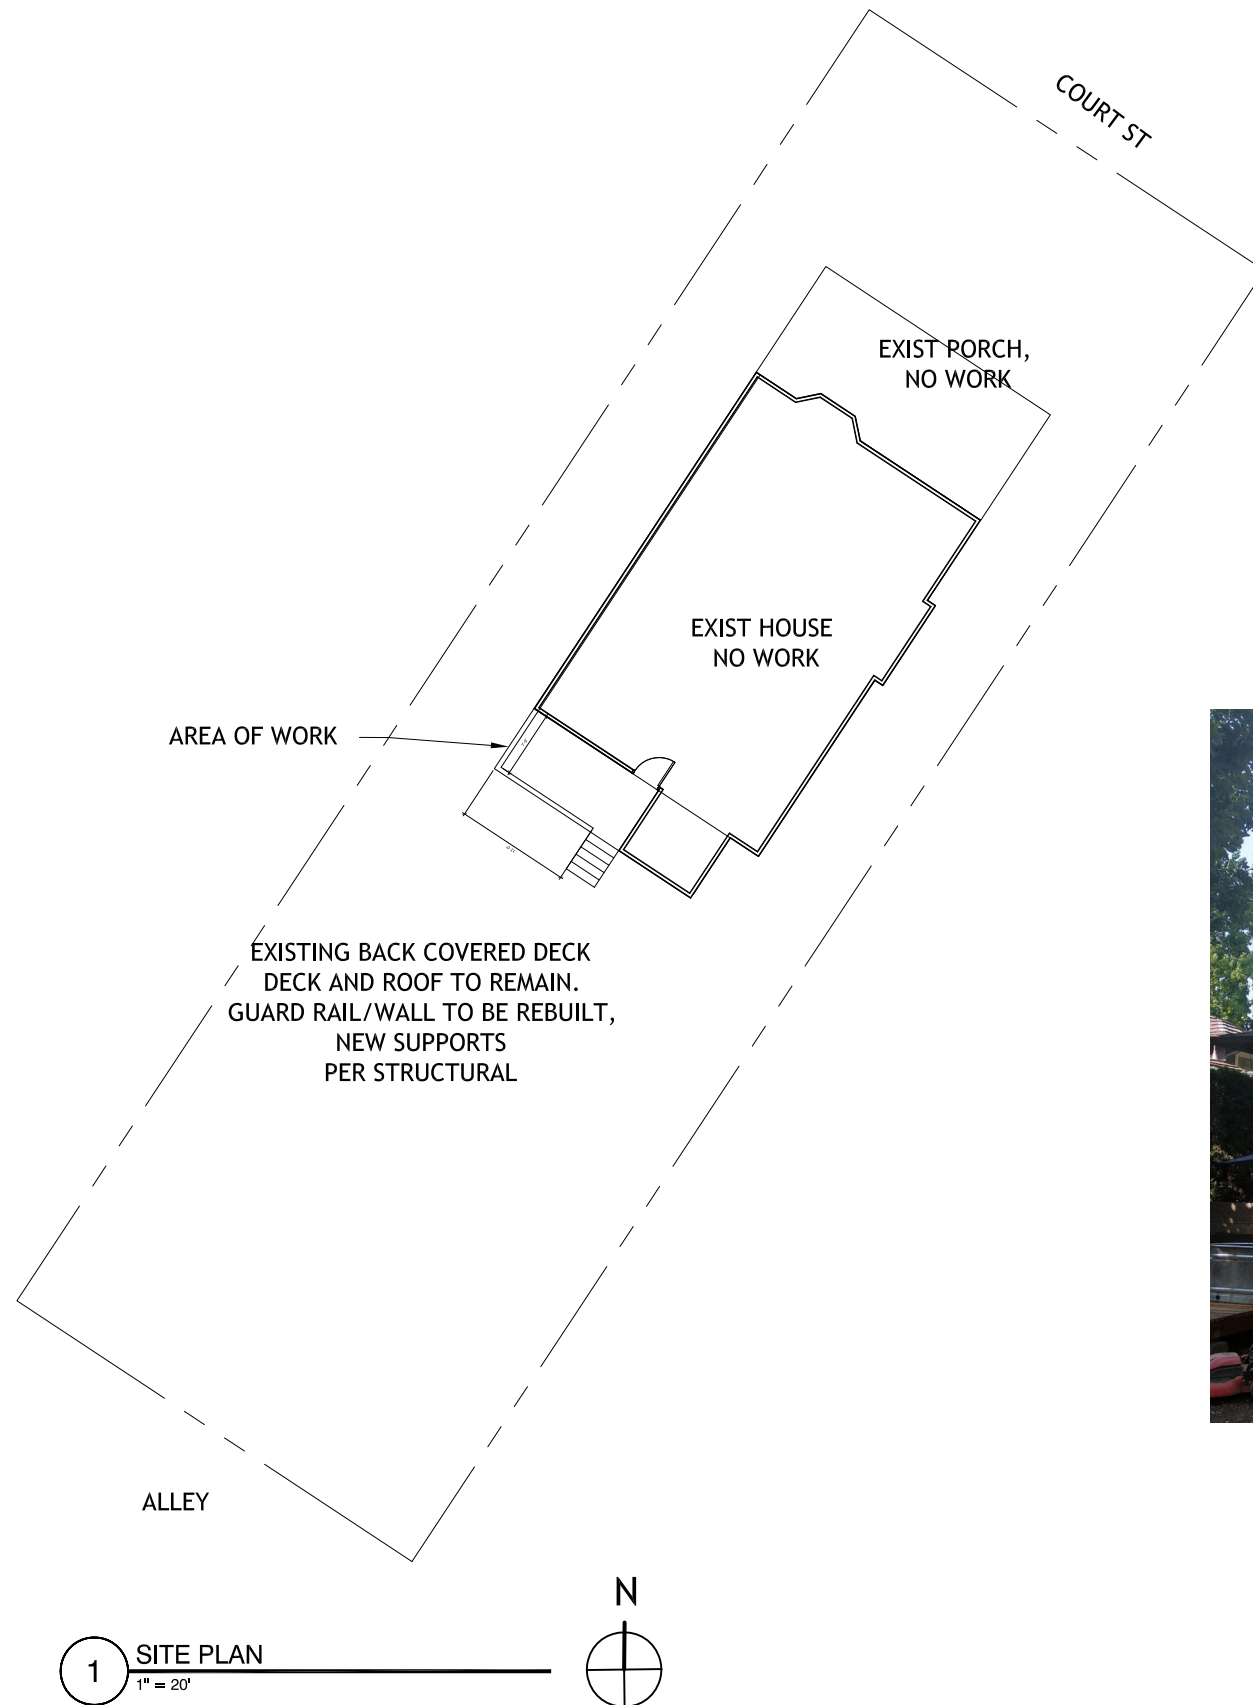 COURT ST
EXIST PORCH,
NO WORK
EXIST HOUSE
NO WORK
AREA OF WORK
EXISTING BACK COVERED DECK
DECK AND ROOF TO REMAIN.
GUARD RAIL/WALL TO BE REBUILT,
NEW SUPPORTS
PER STRUCTURAL
ALLEY
N
1
SITE PLAN
1" = 20'